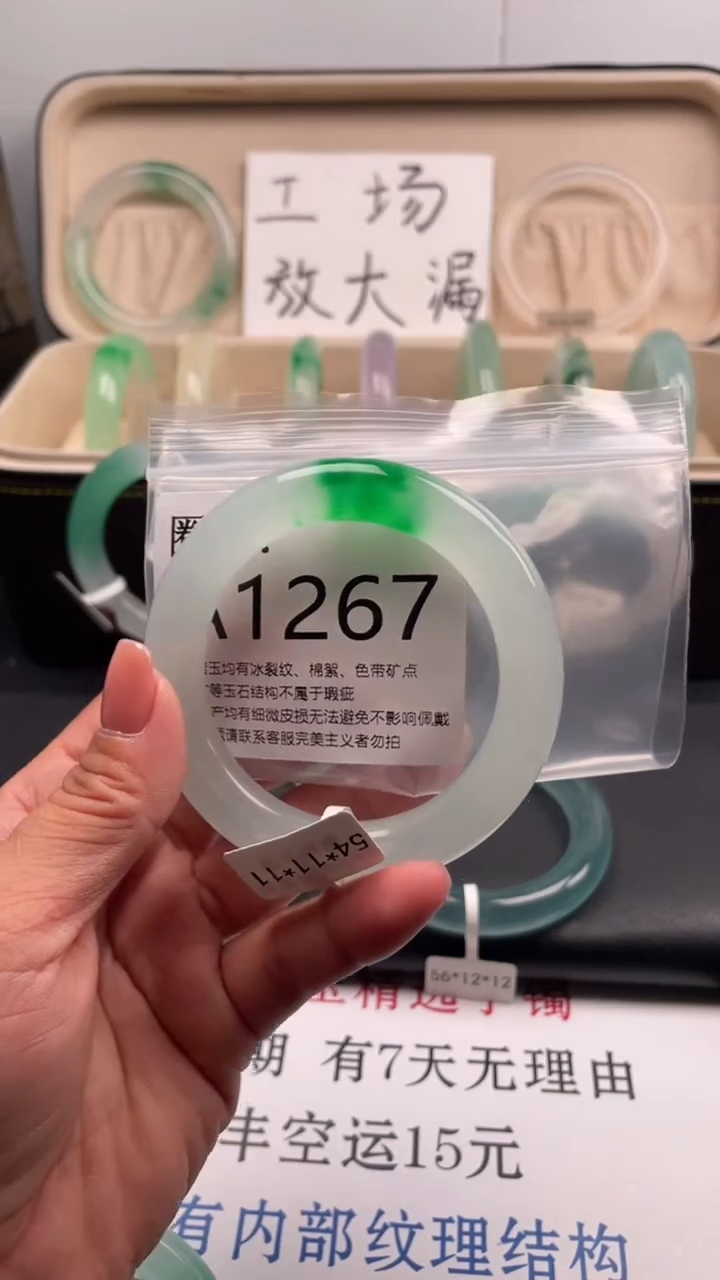 工场
放大漏
圈
A1267
玉均有冰裂纹、棉絮、色带矿点
等玉石结构不属于瑕疵
产均有细微皮损无法避免不影响佩戴
请联系客服完美主义者勿拍
54*11*11
56*12*12
玉精选手镯
期 有7天无理由
丰空运15元
有内部纹理结构